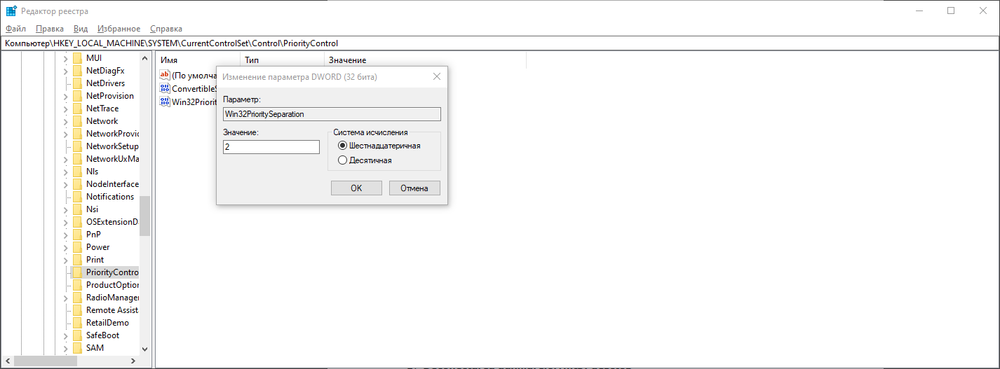 Редактор реестра
Файл Правка Вид Избранное Справка
Компьютер\HKEY_LOCAL_MACHINE\SYSTEM\CurrentControlSet\Control\PriorityControl
MUI
NetDiagFx
NetDrivers
NetProvision
NetTrace
Network
NetworkProvic
NetworkSetup
NetworkUxMa
Nls
NodeInterface
Notifications
Nsi
OSExtensionDa
PnP
Power
Print
PriorityContro
ProductOption
RadioManager
Remote Assist
RetailDemo
SafeBoot
SAM
Имя Тип Значение
(По умолча
ConvertibleS
Win32Priorit
Изменение параметра DWORD (32 бита)
Параметр:
Win32PrioritySeparation
Значение:
2
Система исчисления
Шестнадцатеричная
Десятичная
OK Отмена